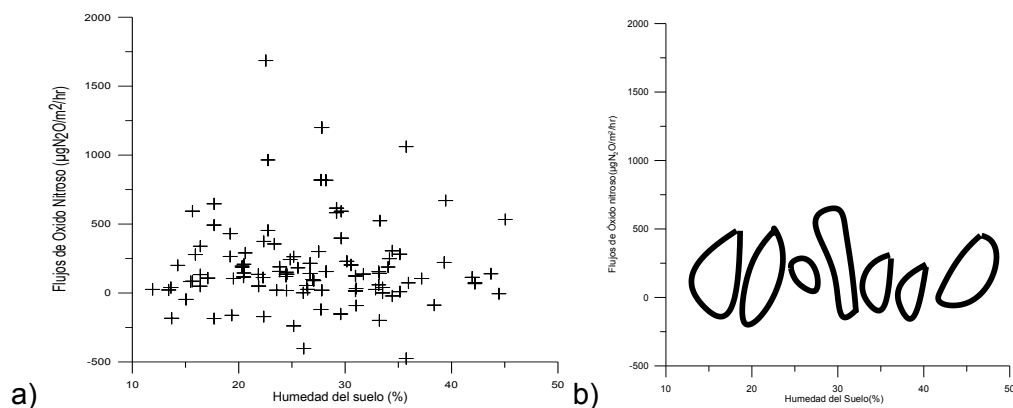 2000
1500
1000
500
0
-500
10 20 30 40 50
Flujos de Oxido Nitroso (µgN2O/m²/hr)
Humedad del suelo (%)
a)
2000
1500
1000
500
0
-500
10 20 30 40 50
Flujos de Óxido nitroso(µgN₂O/m²/hr)
Humedad del Suelo(%)
b)